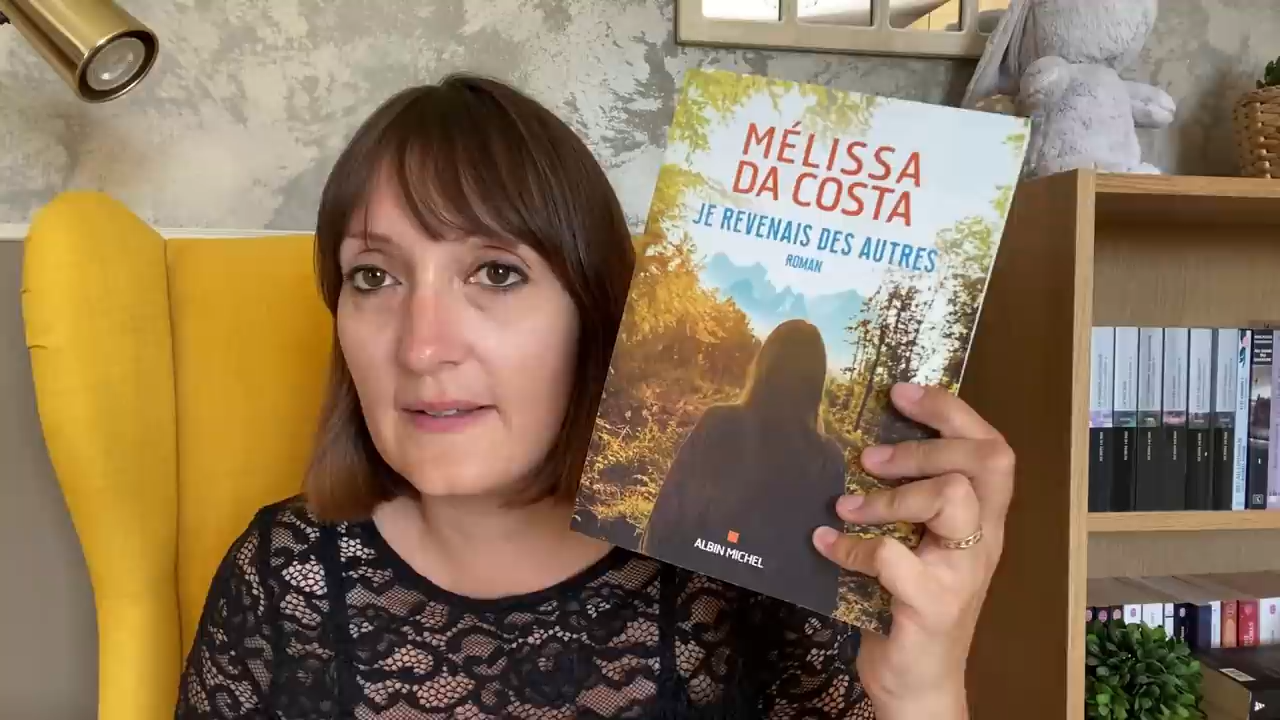 MÉLISSA
DA COSTA
JE REVENAIS DES AUTRES
ROMAN
ALBIN MICHEL